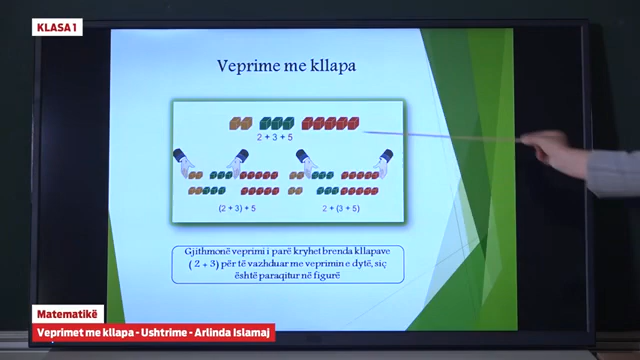 KLASA 1
Veprime me kllapa
2 + 3 + 5
(2 + 3) + 5
2 + (3 + 5)
Gjithmonë veprimi i parë kryhet brenda kllapave
( 2 + 3) për të vazhduar me veprimin e dytë, siç
është paraqitur në figurë
Matematikë
Veprimet me kllapa - Ushtrime - Arlinda Islamaj